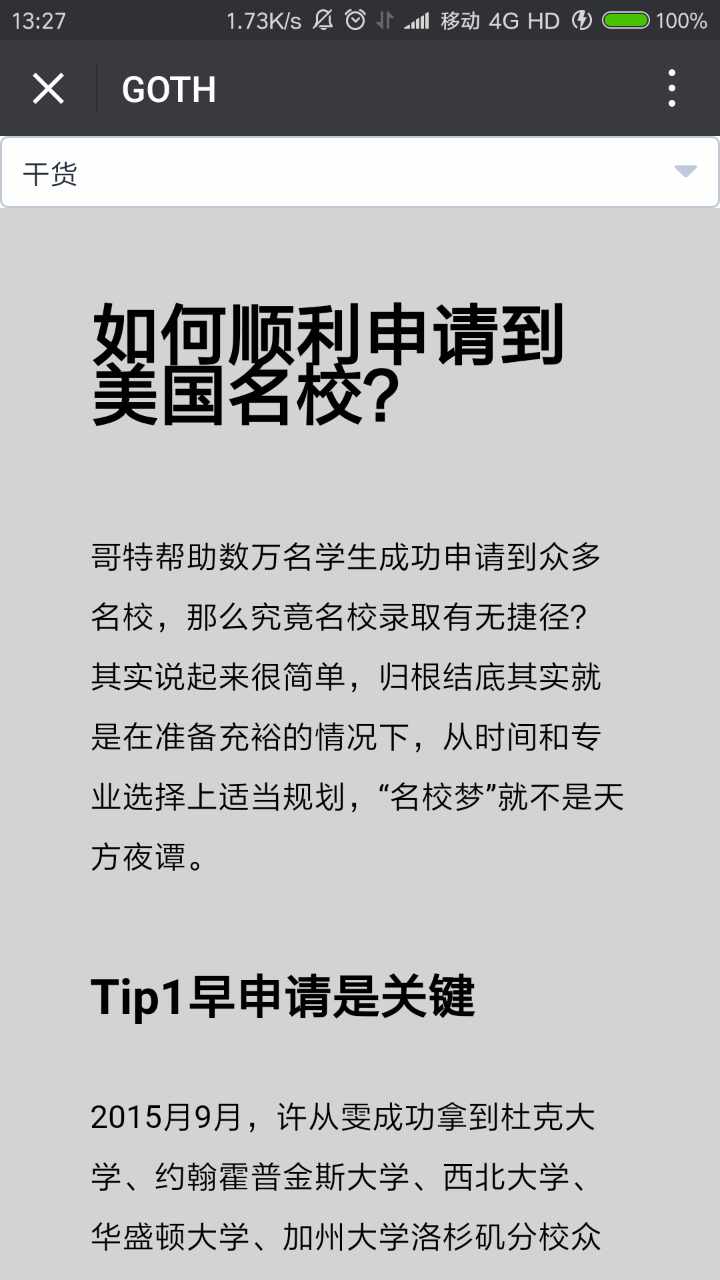 13:27
1.73K/s
移动 4G HD
100%
GOTH
干货
如何顺利申请到
美国名校?
哥特帮助数万名学生成功申请到众多
名校，那么究竟名校录取有无捷径?
其实说起来很简单，归根结底其实就
是在准备充裕的情况下，从时间和专
业选择上适当规划，“名校梦”就不是天
方夜谭。
Tip1早申请是关键
2015月9月，许从雯成功拿到杜克大
学、约翰霍普金斯大学、西北大学、
华盛顿大学、加州大学洛杉矶分校众